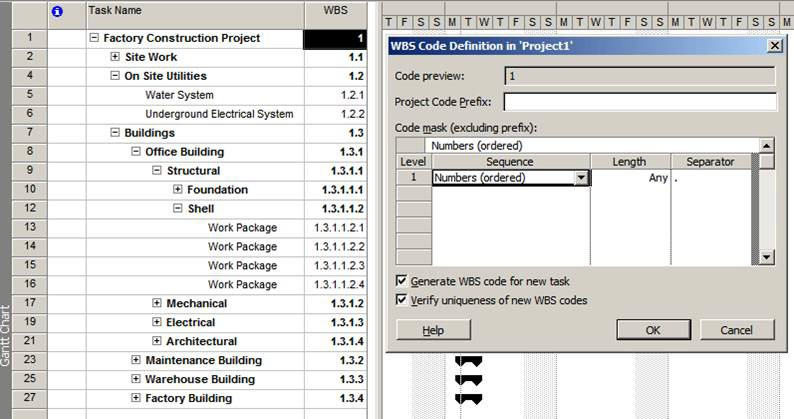 Task Name WBS
T F S S M T W T F S S M T W T F S S M T W T F S S M
1 Factory Construction Project 1
2 Site Work 1.1
4 On Site Utilities 1.2
5 Water System 1.2.1
6 Underground Electrical System 1.2.2
7 Buildings 1.3
8 Office Building 1.3.1
9 Structural 1.3.1.1
10 Foundation 1.3.1.1.1
12 Shell 1.3.1.1.2
13 Work Package 1.3.1.1.2.1
14 Work Package 1.3.1.1.2.2
15 Work Package 1.3.1.1.2.3
16 Work Package 1.3.1.1.2.4
17 Mechanical 1.3.1.2
19 Electrical 1.3.1.3
21 Architectural 1.3.1.4
23 Maintenance Building 1.3.2
25 Warehouse Building 1.3.3
27 Factory Building 1.3.4
Gantt Chart
WBS Code Definition in 'Project1'
Code preview: 1
Project Code Prefix:
Code mask (excluding prefix):
Numbers (ordered)
Level Sequence Length Separator
1 Numbers (ordered) Any .
Generate WBS code for new task
Verify uniqueness of new WBS codes
Help OK Cancel